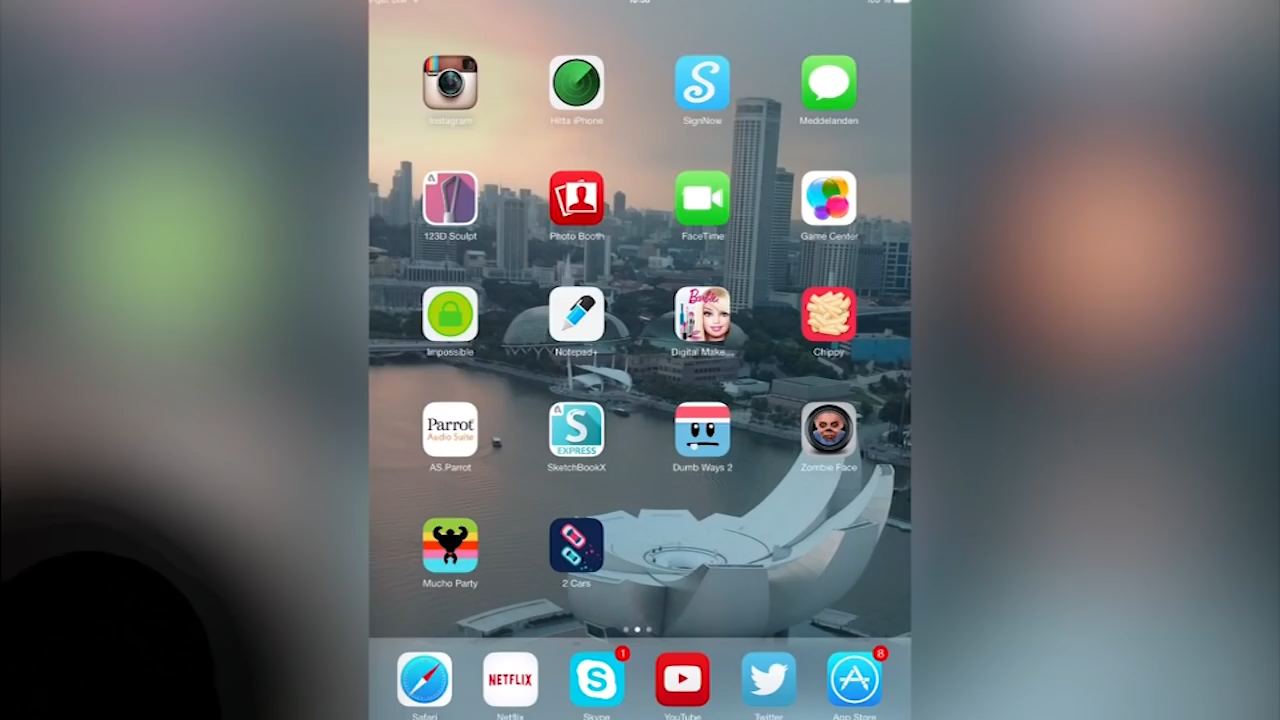 Instagram
Hitta iPhone
SignNow
Meddelanden
123D Sculpt
Photo Booth
FaceTime
Game Center
Barbie
Impossible
Notepad+
Digital Make...
Chippy
Parrot
Audio Suite
S
EXPRESS
AS.Parrot
SketchBookX
Dumb Ways 2
Zombie Face
Mucho Party
2 Cars
1
8
NETFLIX
S
Safari
Netflix
Skype
YouTube
Twitter
App Store